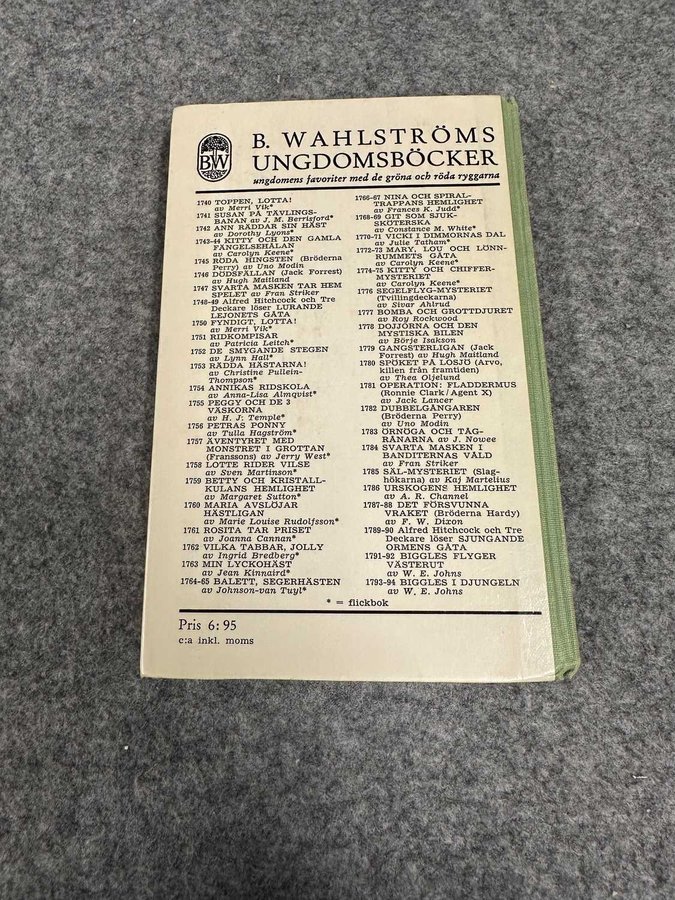 BW
B. WAHLSTRÖMS
UNGDOMSBÖCKER
ungdomens favoriter med de gröna och röda ryggarna
1740 TOPPEN, LOTTA!
av Merri Vik*
1741 SUSAN PÅ TÄVLINGS-
BANAN av J. M. Berrisford*
1742 ANN RÄDDAR SIN HÄST
av Dorothy Lyons*
1743-44 KITTY OCH DEN GAMLA
FÄNGELSEHÅLAN
av Carolyn Keene*
1745 RÖDA HINGSTEN (Bröderna
Perry) av Uno Modin
1746 DÖDSFÄLLAN (Jack Forrest)
av Hugh Maitland
1747 SVARTA MASKEN TAR HEM
SPELET av Fran Striker
1748-49 Alfred Hitchcock och Tre
Deckare löser LURANDE
LEJONETS GÅTA
1750 FYNDIGT, LOTTA!
av Merri Vik*
1751 RIDKOMPISAR
av Patricia Leitch*
1752 DE SMYGANDE STEGEN
av Lynn Hall*
1753 RÄDDA HÄSTARNA!
av Christine Pullein-
Thompson*
1754 ANNIKAS RIDSKOLA
av Anna-Lisa Almqvist*
1755 PEGGY OCH DE 3
VÄSKORNA
av H. J. Temple*
1756 PETRAS PONNY
av Tulla Hagström*
1757 ÄVENTYRET MED
MONSTRET I GROTTAN
(Franssons) av Jerry West*
1758 LOTTE RIDER VILSE
av Sven Martinson*
1759 BETTY OCH KRISTALL-
KULANS HEMLIGHET
av Margaret Sutton*
1760 MARIA AVSLÖJAR
HÄSTLIGAN
av Marie Louise Rudolfsson*
1761 ROSITA TAR PRISET
av Joanna Cannan*
1762 VILKA TABBAR, JOLLY
av Ingrid Bredberg*
1763 MIN LYCKOHÄST
av Jean Kinnaird*
1764-65 BALETT, SEGERHÄSTEN
av Johnson-van Tuyl*
1766-67 NINA OCH SPIRAL-
TRAPPANS HEMLIGHET
av Frances K. Judd*
1768-69 GIT SOM SJUK-
SKÖTERSKA
av Constance M. White*
1770-71 VICKI I DIMMORNAS DAL
av Julie Tatham*
1772-73 MARY, LOU OCH LÖNN-
RUMMETS GÅTA
av Carolyn Keene*
1774-75 KITTY OCH CHIFFER-
MYSTERIET
av Carolyn Keene*
1776 SEGELFLYG-MYSTERIET
(Tvillingdeckarna)
av Sivar Ahlrud
1777 BOMBA OCH GROTTDJURET
av Roy Rockwood
1778 DOJJORNA OCH DEN
MYSTISKA BILEN
av Börje Isakson
1779 GANGSTERLIGAN (Jack
Forrest) av Hugh Maitland
1780 SPÖKET PÅ LÖSJÖ (Arvo,
killen från framtiden)
av Thea Oljelund
1781 OPERATION: FLADDERMUS
(Ronnie Clark/Agent X)
av Jack Lancer
1782 DUBBELGÅNGAREN
(Bröderna Perry)
av Uno Modin
1783 ÖRNÖGA OCH TÅG-
RÅNARNA av J. Nowee
1784 SVARTA MASKEN I
BANDITERNAS VÅLD
av Fran Striker
1785 SÄL-MYSTERIET (Slag-
hökarna) av Kaj Martelius
1786 URSKOGENS HEMLIGHET
av A. R. Channel
1787-88 DET FÖRSVUNNA
VRAKET (Bröderna Hardy)
av F. W. Dixon
1789-90 Alfred Hitchcock och Tre
Deckare löser SJUNGANDE
ORMENS GÅTA
1791-92 BIGGLES FLYGER
VÄSTERUT
av W. E. Johns
1793-94 BIGGLES I DJUNGELN
av W. E. Johns
* = flickbok
Pris 6:95
c:a inkl. moms